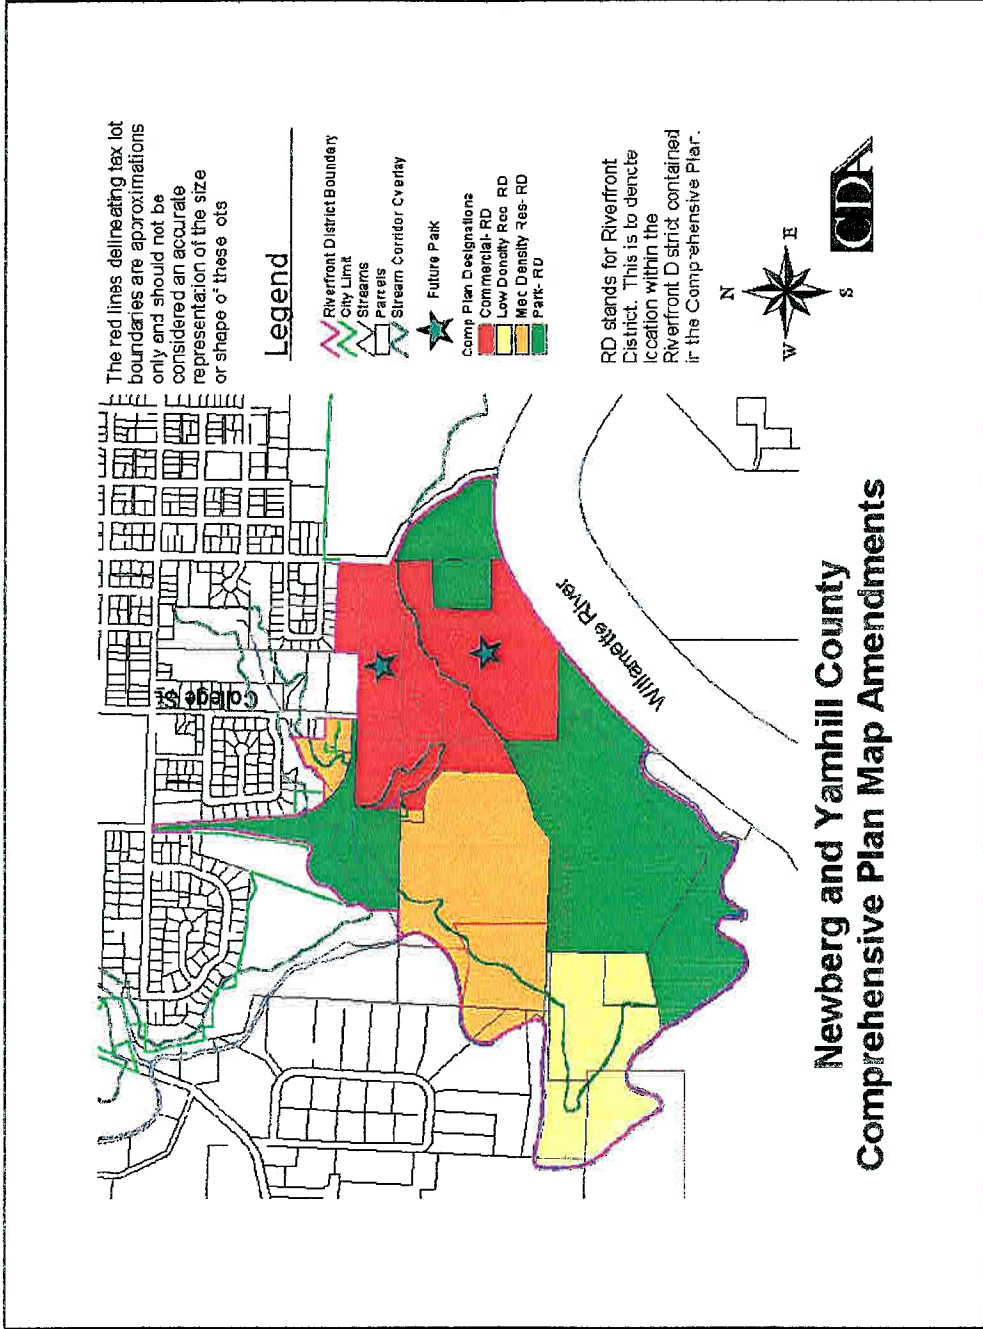 The red lines delineating tax lot
boundaries are approximations
only and should not be
considered an accurate
representation of the size
or shape of these lots
Legend
Riverfront District Boundary
City Limit
Streams
Parcels
Stream Corridor Overlay
Future Park
Comp Plan Designations
Commercial- RD
Low Density Res RD
Med Density Res- RD
Park- RD
RD stands for Riverfront
District. This is to denote
location within the
Riverfront District contained
in the Comprehensive Plan.
N
W
E
S
CDA
College St
Willamette River
Newberg and Yamhill County
Comprehensive Plan Map Amendments